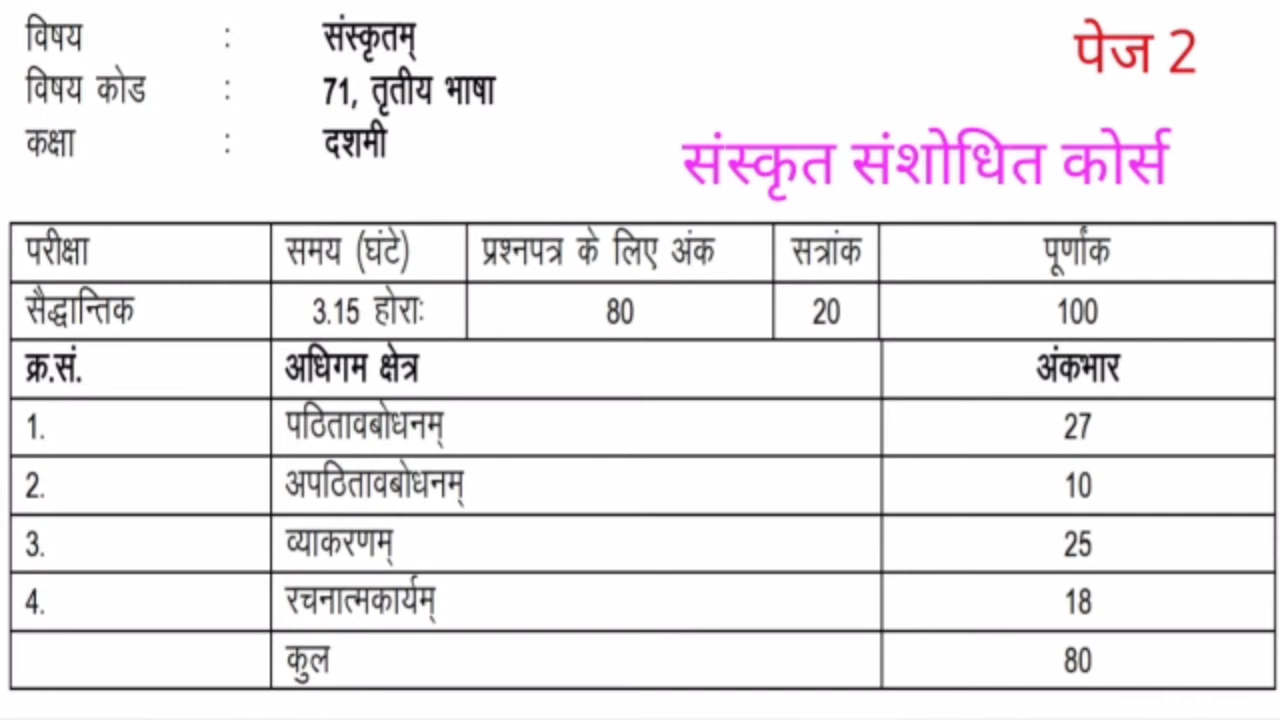 विषय : संस्कृतम्
पेज 2
विषय कोड : 71, तृतीय भाषा
कक्षा : दशमी
संस्कृत संशोधित कोर्स
परीक्षा समय (घंटे) प्रश्नपत्र के लिए अंक सत्रांक पूर्णांक
सैद्धान्तिक 3.15 होराः 80 20 100
क्र.सं. अधिगम क्षेत्र अंकभार
1. पठितावबोधनम् 27
2. अपठितावबोधनम् 10
3. व्याकरणम् 25
4. रचनात्मकार्यम् 18
कुल 80